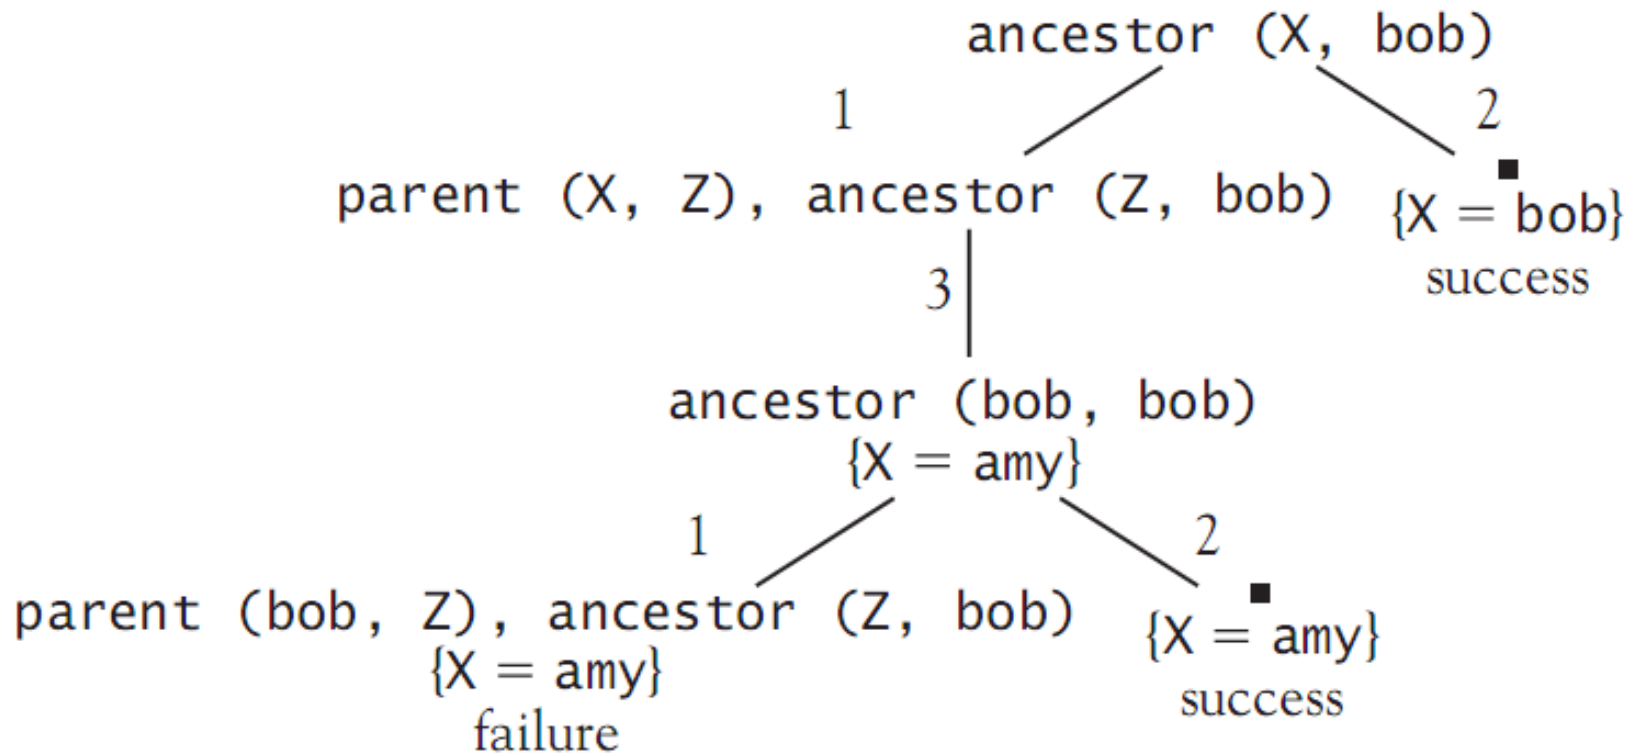 ancestor (X, bob)
1 2
parent (X, Z), ancestor (Z, bob) {X = bob}
success
3
ancestor (bob, bob)
{X = amy}
1 2
parent (bob, Z), ancestor (Z, bob) {X = amy}
{X = amy} success
failure